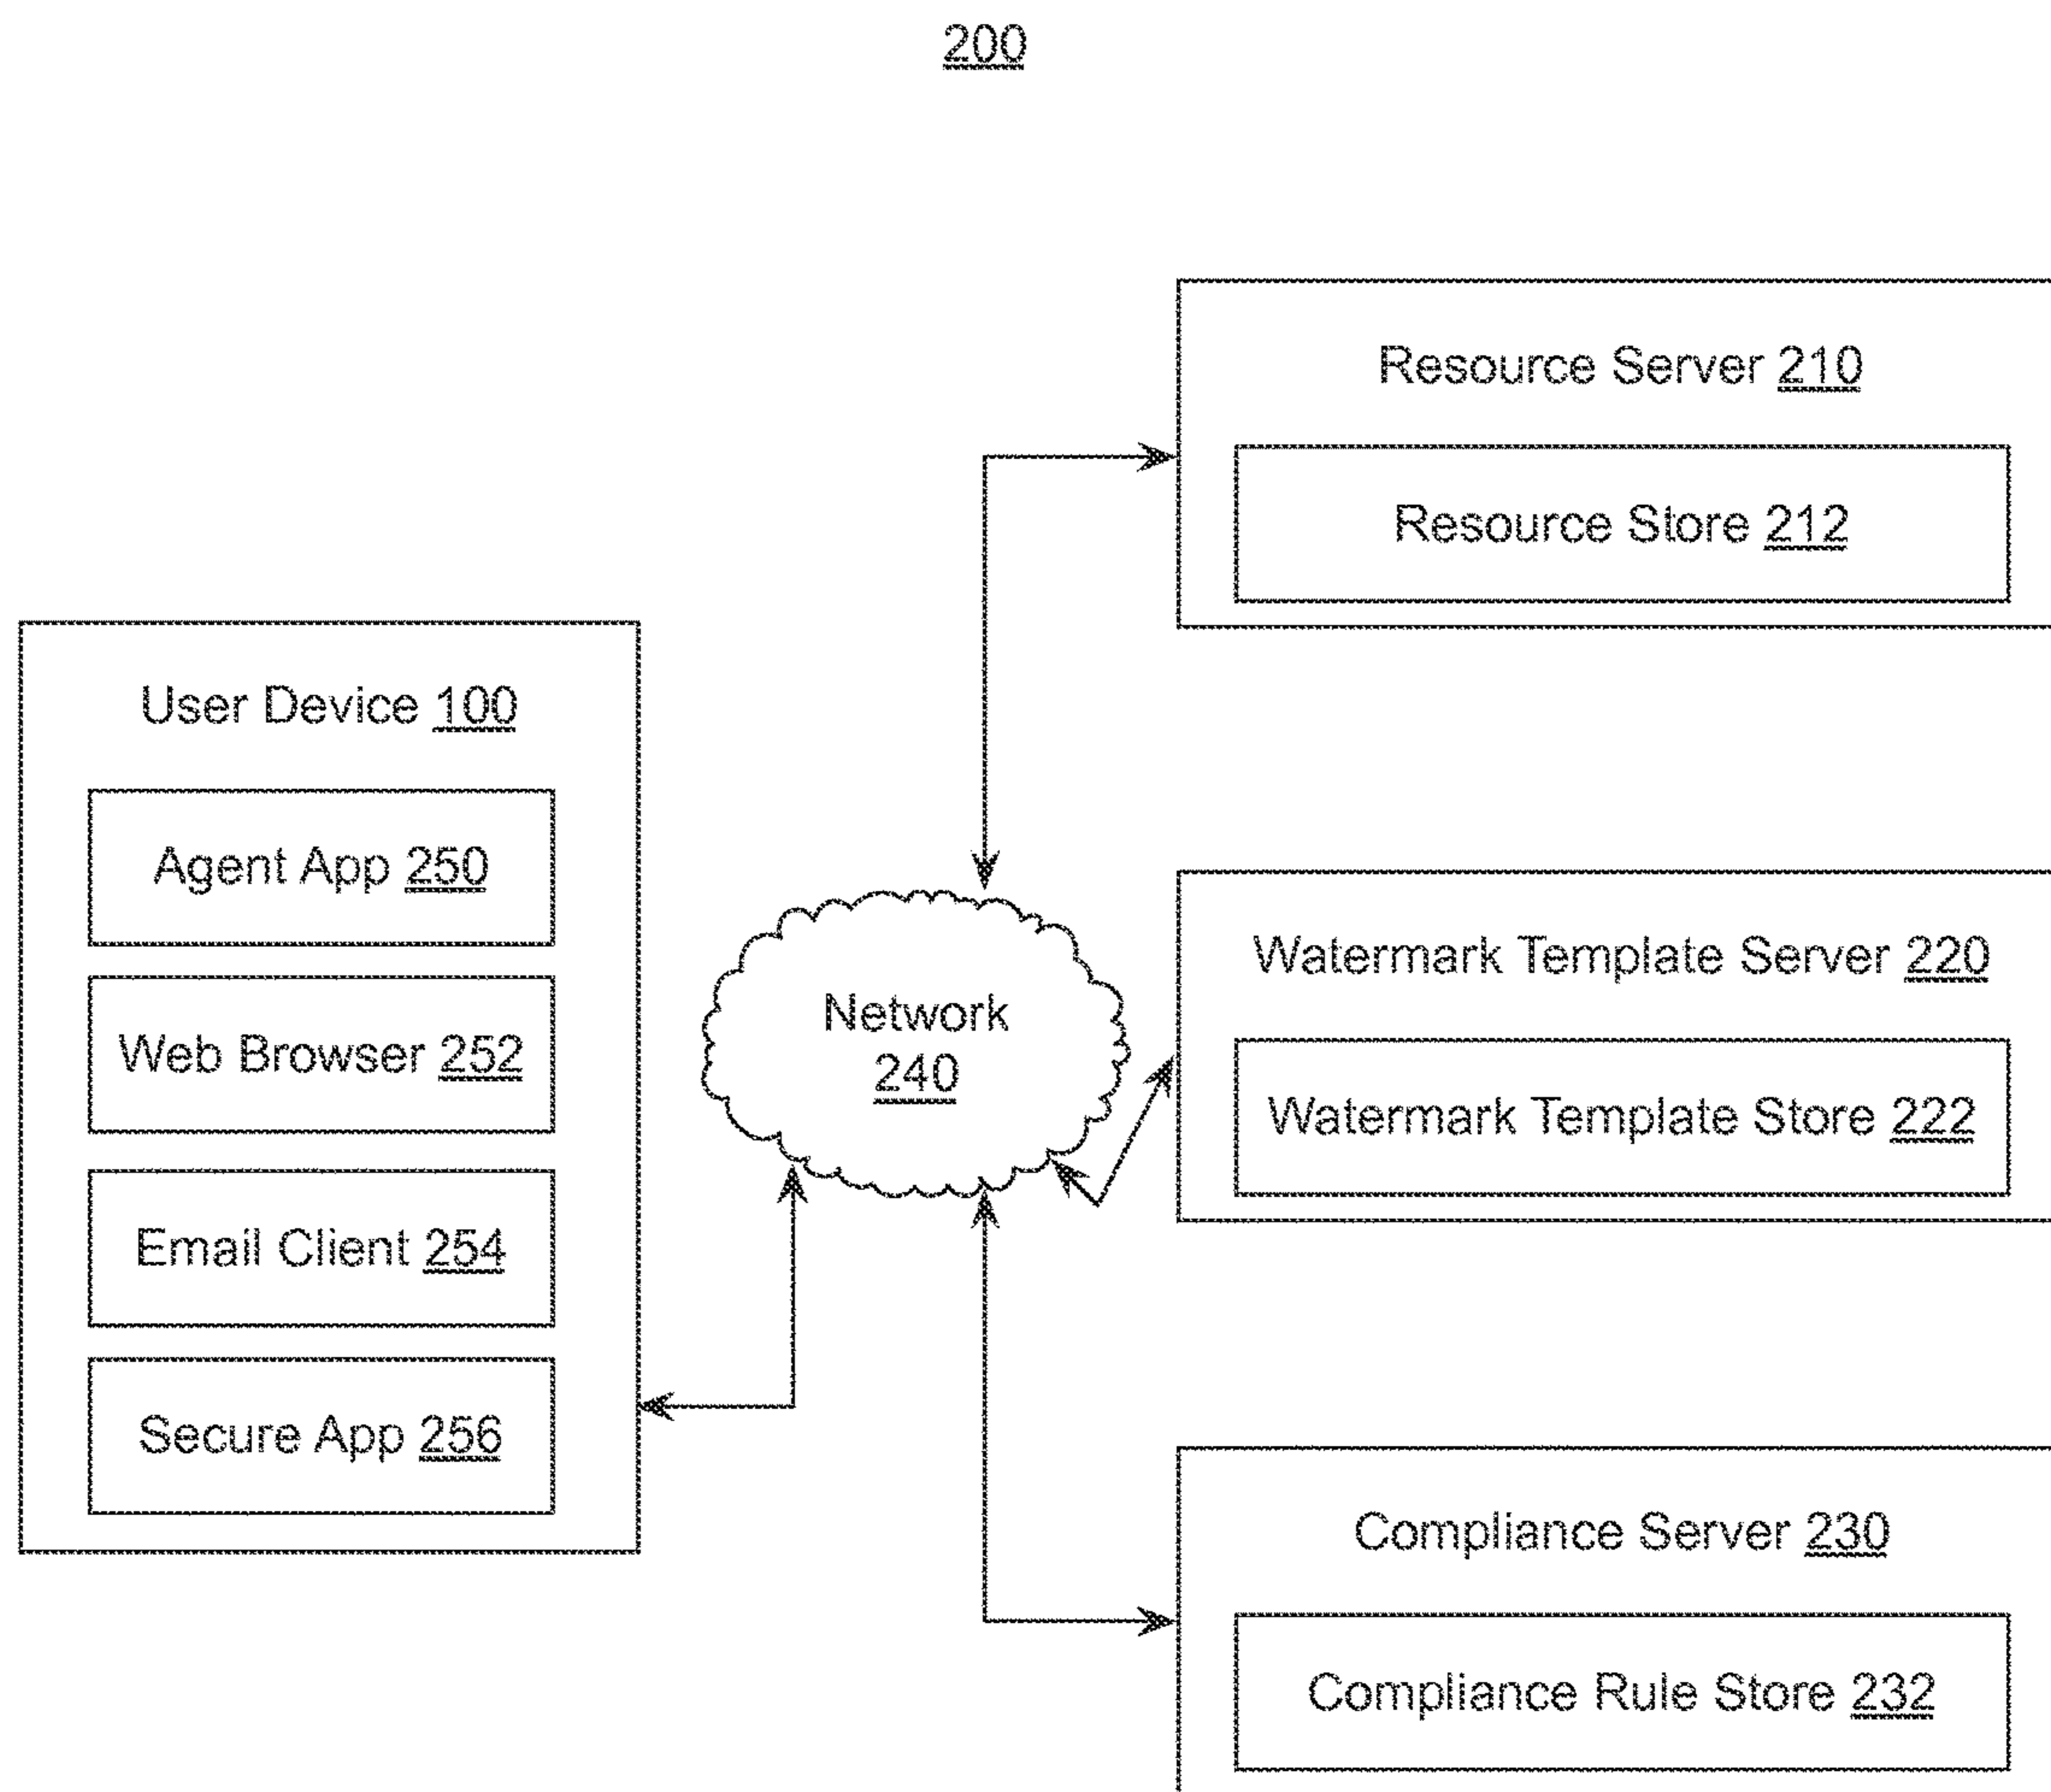 200
Resource Server 210
Resource Store 212
User Device 100
Agent App 250
Web Browser 252
Email Client 254
Secure App 256
Network
240
Watermark Template Server 220
Watermark Template Store 222
Compliance Server 230
Compliance Rule Store 232